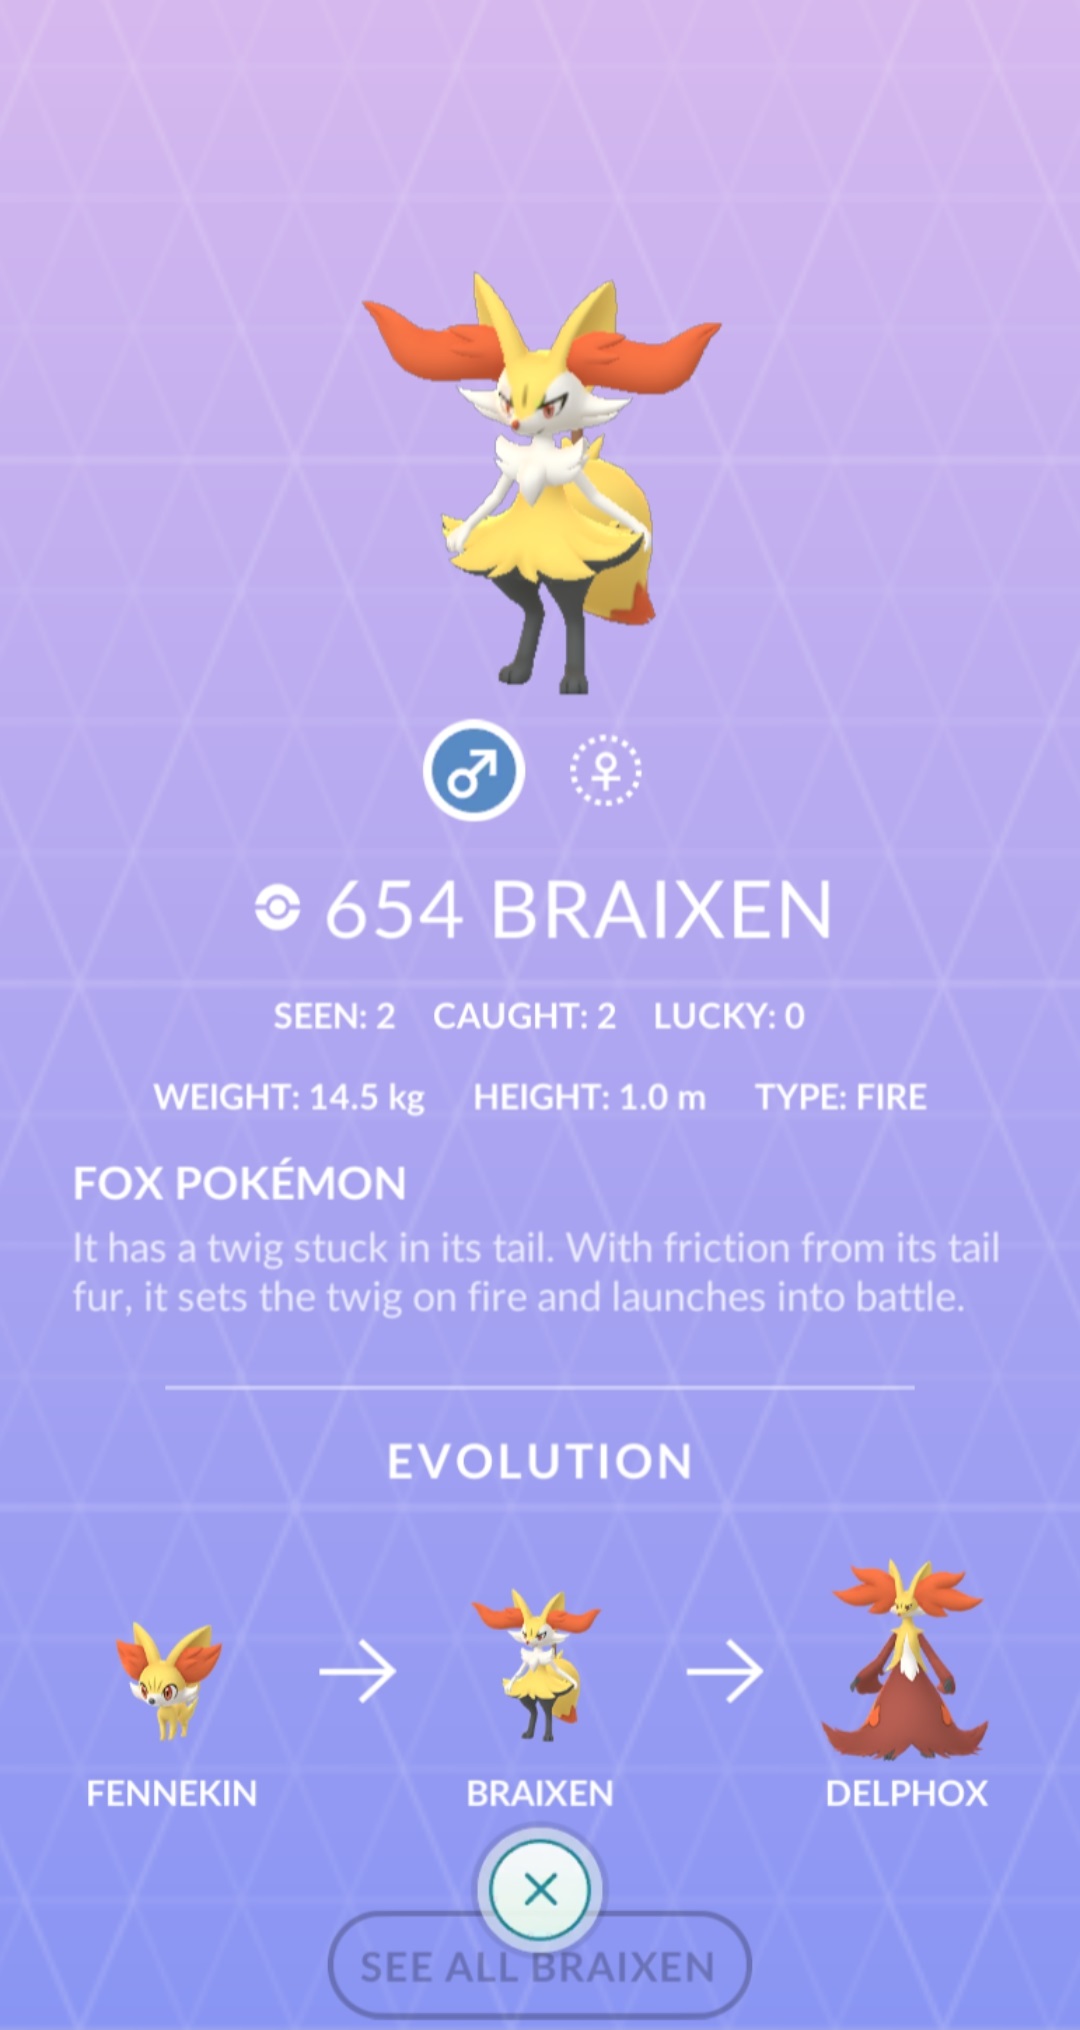 654 BRAIXEN
SEEN: 2 CAUGHT: 2 LUCKY: 0
WEIGHT: 14.5 kg HEIGHT: 1.0 m TYPE: FIRE
FOX POKÉMON
It has a twig stuck in its tail. With friction from its tail
fur, it sets the twig on fire and launches into battle.
EVOLUTION
FENNEKIN BRAIXEN DELPHOX
SEE ALL BRAIXEN